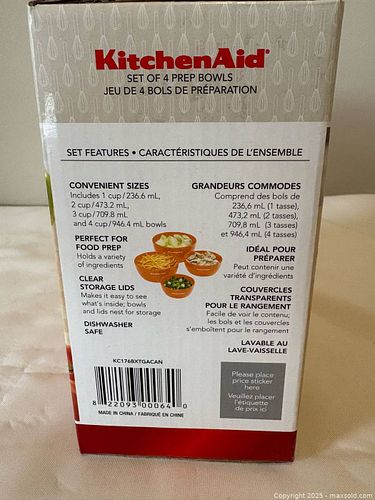 KitchenAid®
SET OF 4 PREP BOWLS
JEU DE 4 BOLS DE PRÉPARATION
SET FEATURES • CARACTÉRISTIQUES DE L'ENSEMBLE
CONVENIENT SIZES
Includes 1 cup/236.6 mL,
2 cup/473.2 mL,
3 cup/709.8 mL
and 4 cup/946.4 mL bowls
PERFECT FOR
FOOD PREP
Holds a variety
of ingredients
CLEAR
STORAGE LIDS
Makes it easy to see
what's inside; bowls
and lids nest for storage
DISHWASHER
SAFE
GRANDEURS COMMODES
Comprend des bols de
236,6 mL (1 tasse),
473,2 mL (2 tasses),
709,8 mL (3 tasses)
et 946,4 mL (4 tasses)
IDÉAL POUR
PRÉPARER
Peut contenir une
variété d'ingrédients
COUVERCLES
TRANSPARENTS
POUR LE RANGEMENT
Facile de voir le contenu;
les bols et les couvercles
s'emboîtent pour le rangement
LAVABLE AU
LAVE-VAISSELLE
KC176BXTGACAN
8 22093 00064 0
MADE IN CHINA / FABRIQUÉ EN CHINE
Please place
price sticker
here
Veuillez placer
l'étiquette
de prix ici
Copyright 2025 - maxsold.com